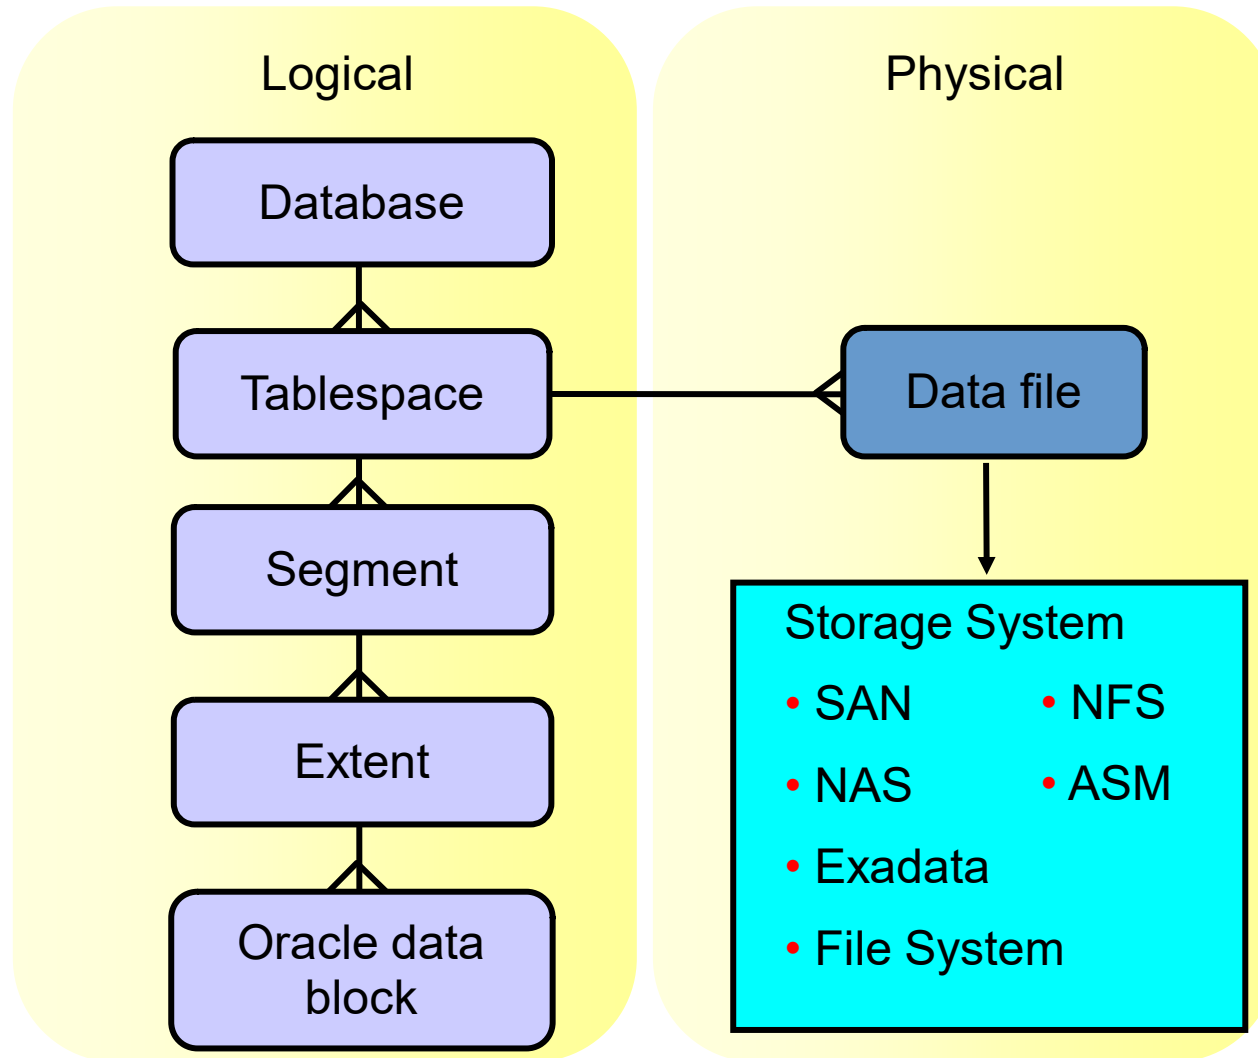 Logical
Database
Tablespace
Segment
Extent
Oracle data
block
Physical
Data file
Storage System
• SAN
• NFS
• NAS
• ASM
• Exadata
• File System